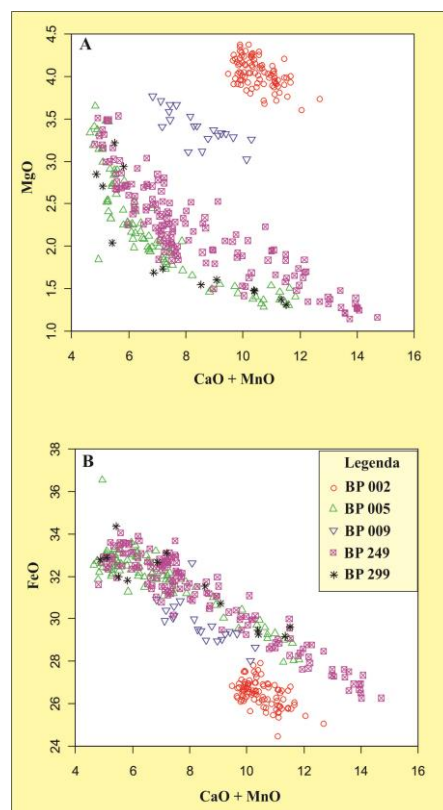 A
MgO
4.5
4.0
3.5
3.0
2.5
2.0
1.5
1.0
4 6 8 10 12 14 16
CaO + MnO
B
FeO
38
36
34
32
30
28
26
24
Legenda
BP 002
BP 005
BP 009
BP 249
BP 299
4 6 8 10 12 14 16
CaO + MnO